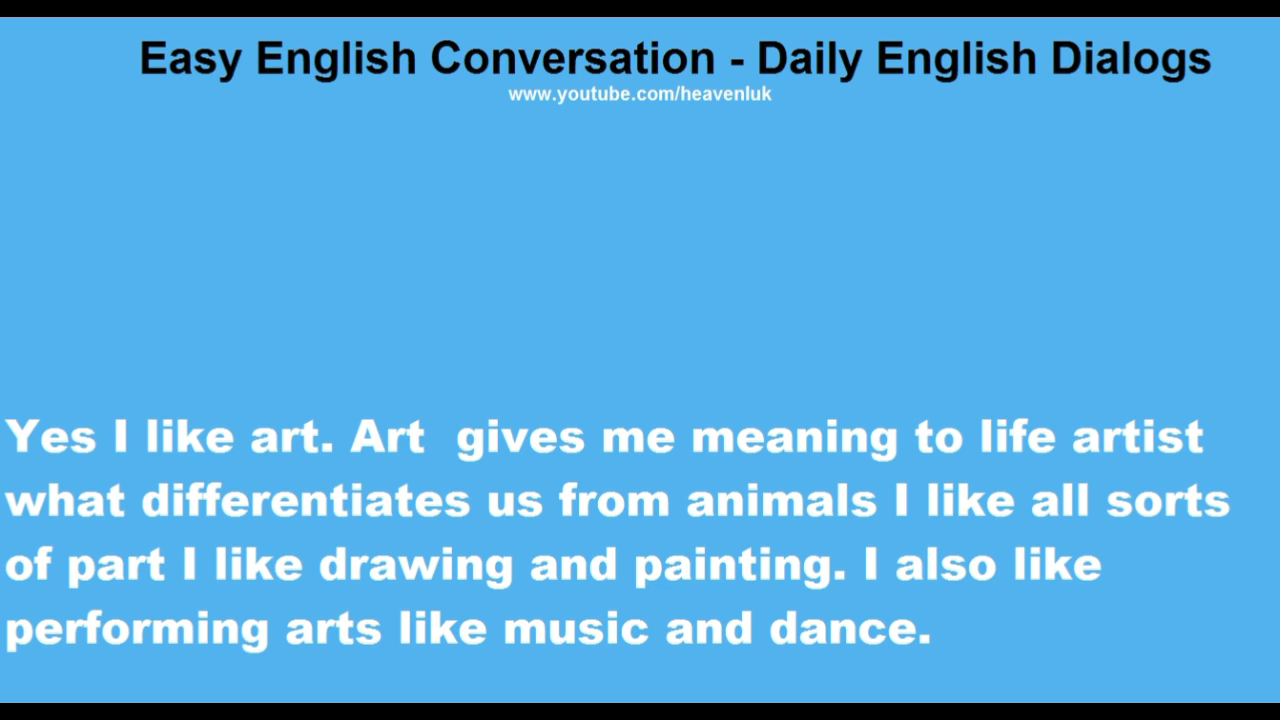 Easy English Conversation - Daily English Dialogs
www.youtube.com/heavenluk
Yes I like art. Art  gives me meaning to life artist
what differentiates us from animals I like all sorts
of part I like drawing and painting. I also like
performing arts like music and dance.